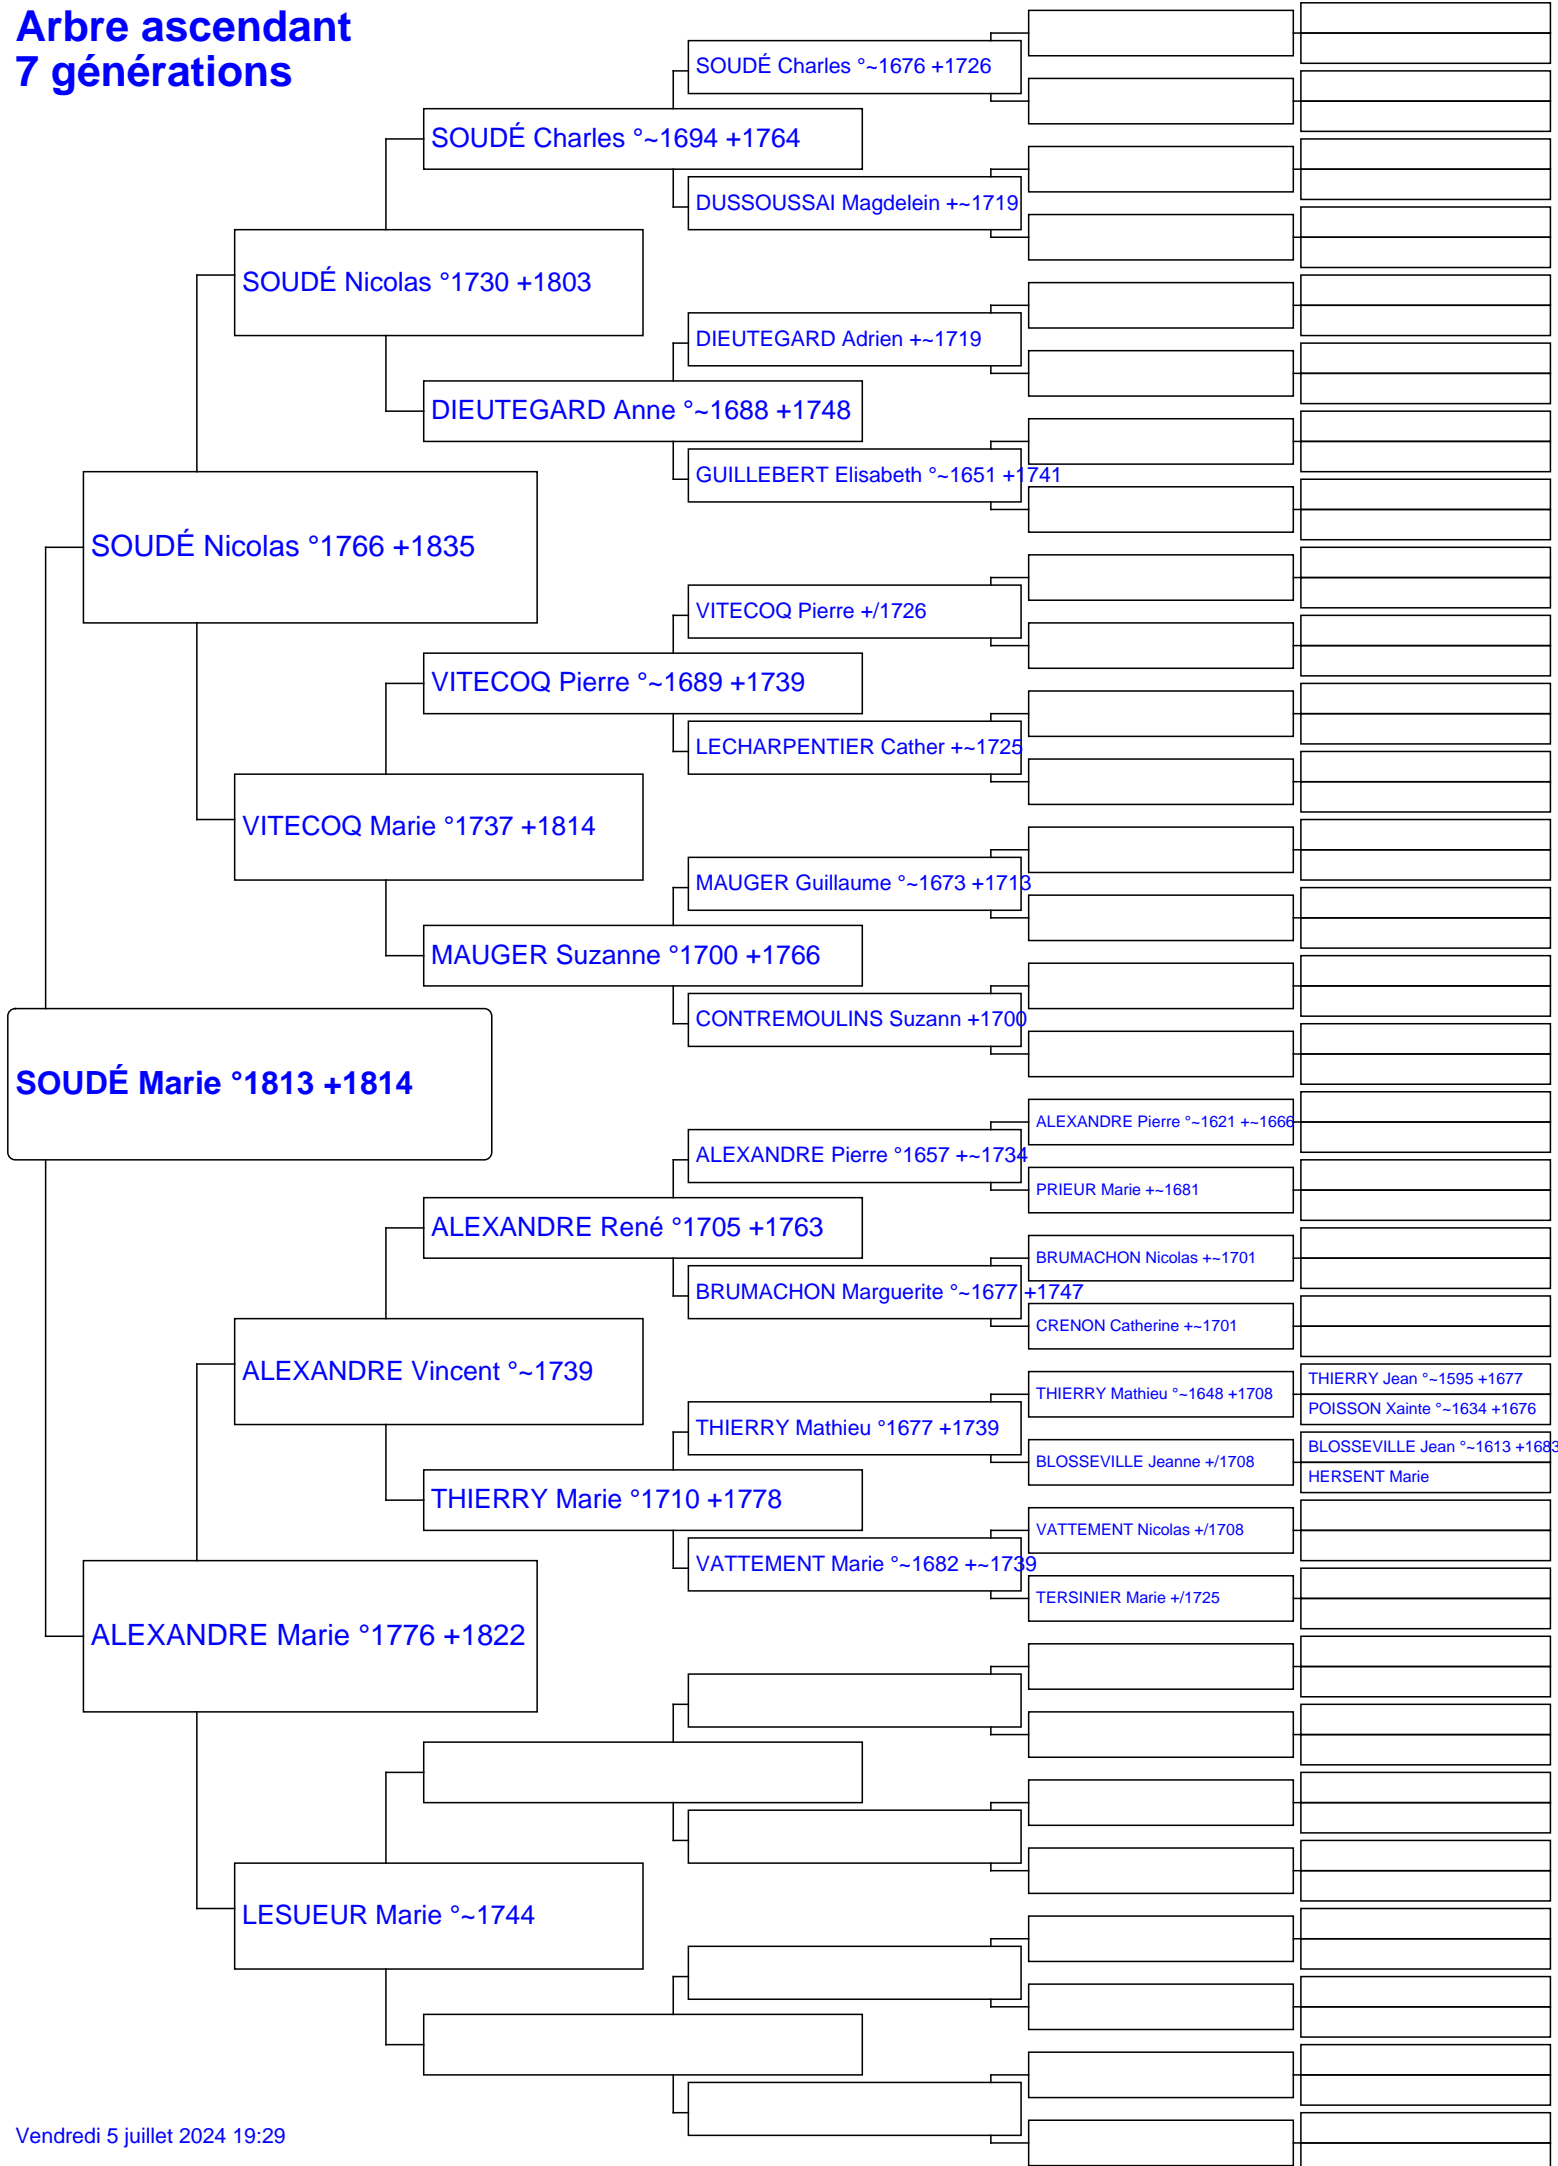 Arbre ascendant
7 générations
SOUDÉ Charles °~1676 +1726
SOUDÉ Charles °~1694 +1764
DUSSOUSSAI Magdelein +~1719
SOUDÉ Nicolas °1730 +1803
DIEUTEGARD Adrien +~1719
DIEUTEGARD Anne °~1688 +1748
GUILLEBERT Elisabeth °~1651 +1741
SOUDÉ Nicolas °1766 +1835
VITECOQ Pierre +/1726
VITECOQ Pierre °~1689 +1739
LECHARPENTIER Cather +~1725
VITECOQ Marie °1737 +1814
MAUGER Guillaume °~1673 +1713
MAUGER Suzanne °1700 +1766
CONTREMOULINS Suzann +1700
SOUDÉ Marie °1813 +1814
ALEXANDRE Pierre °~1621 +~1666
ALEXANDRE Pierre °1657 +~1734
PRIEUR Marie +~1681
ALEXANDRE René °1705 +1763
BRUMACHON Nicolas +~1701
BRUMACHON Marguerite °~1677 +1747
CRENON Catherine +~1701
ALEXANDRE Vincent °~1739
THIERRY Jean °~1595 +1677
THIERRY Mathieu °~1648 +1708
POISSON Xainte °~1634 +1676
THIERRY Mathieu °1677 +1739
BLOSSEVILLE Jean °~1613 +1683
BLOSSEVILLE Jeanne +/1708
HERSENT Marie
THIERRY Marie °1710 +1778
VATTEMENT Nicolas +/1708
VATTEMENT Marie °~1682 +~1739
TERSINIER Marie +/1725
ALEXANDRE Marie °1776 +1822
LESUEUR Marie °~1744
Vendredi 5 juillet 2024 19:29